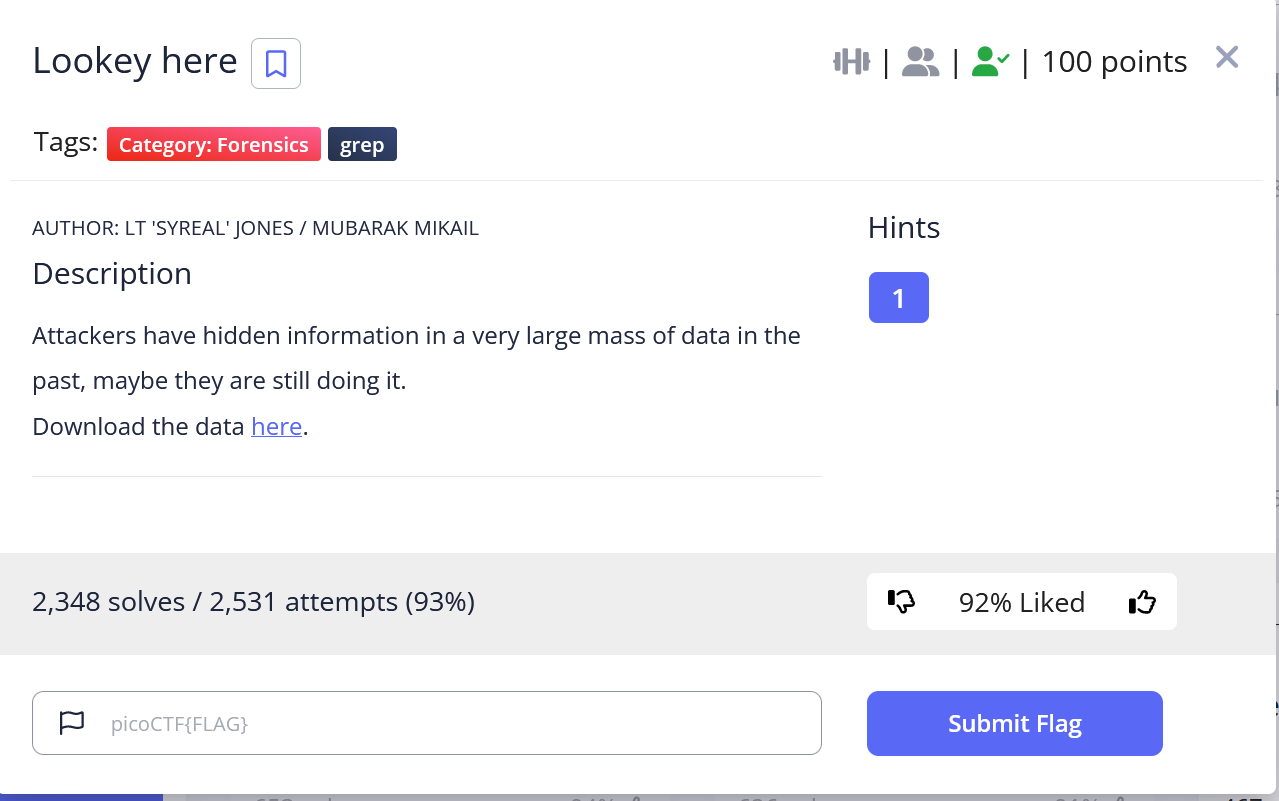 Lookey here
| | | 100 points
Tags: Category: Forensics grep
AUTHOR: LT 'SYREAL' JONES / MUBARAK MIKAIL
Description
Attackers have hidden information in a very large mass of data in the
past, maybe they are still doing it.
Download the data here.
Hints
1
2,348 solves / 2,531 attempts (93%)
92% Liked
picoCTF{FLAG}
Submit Flag